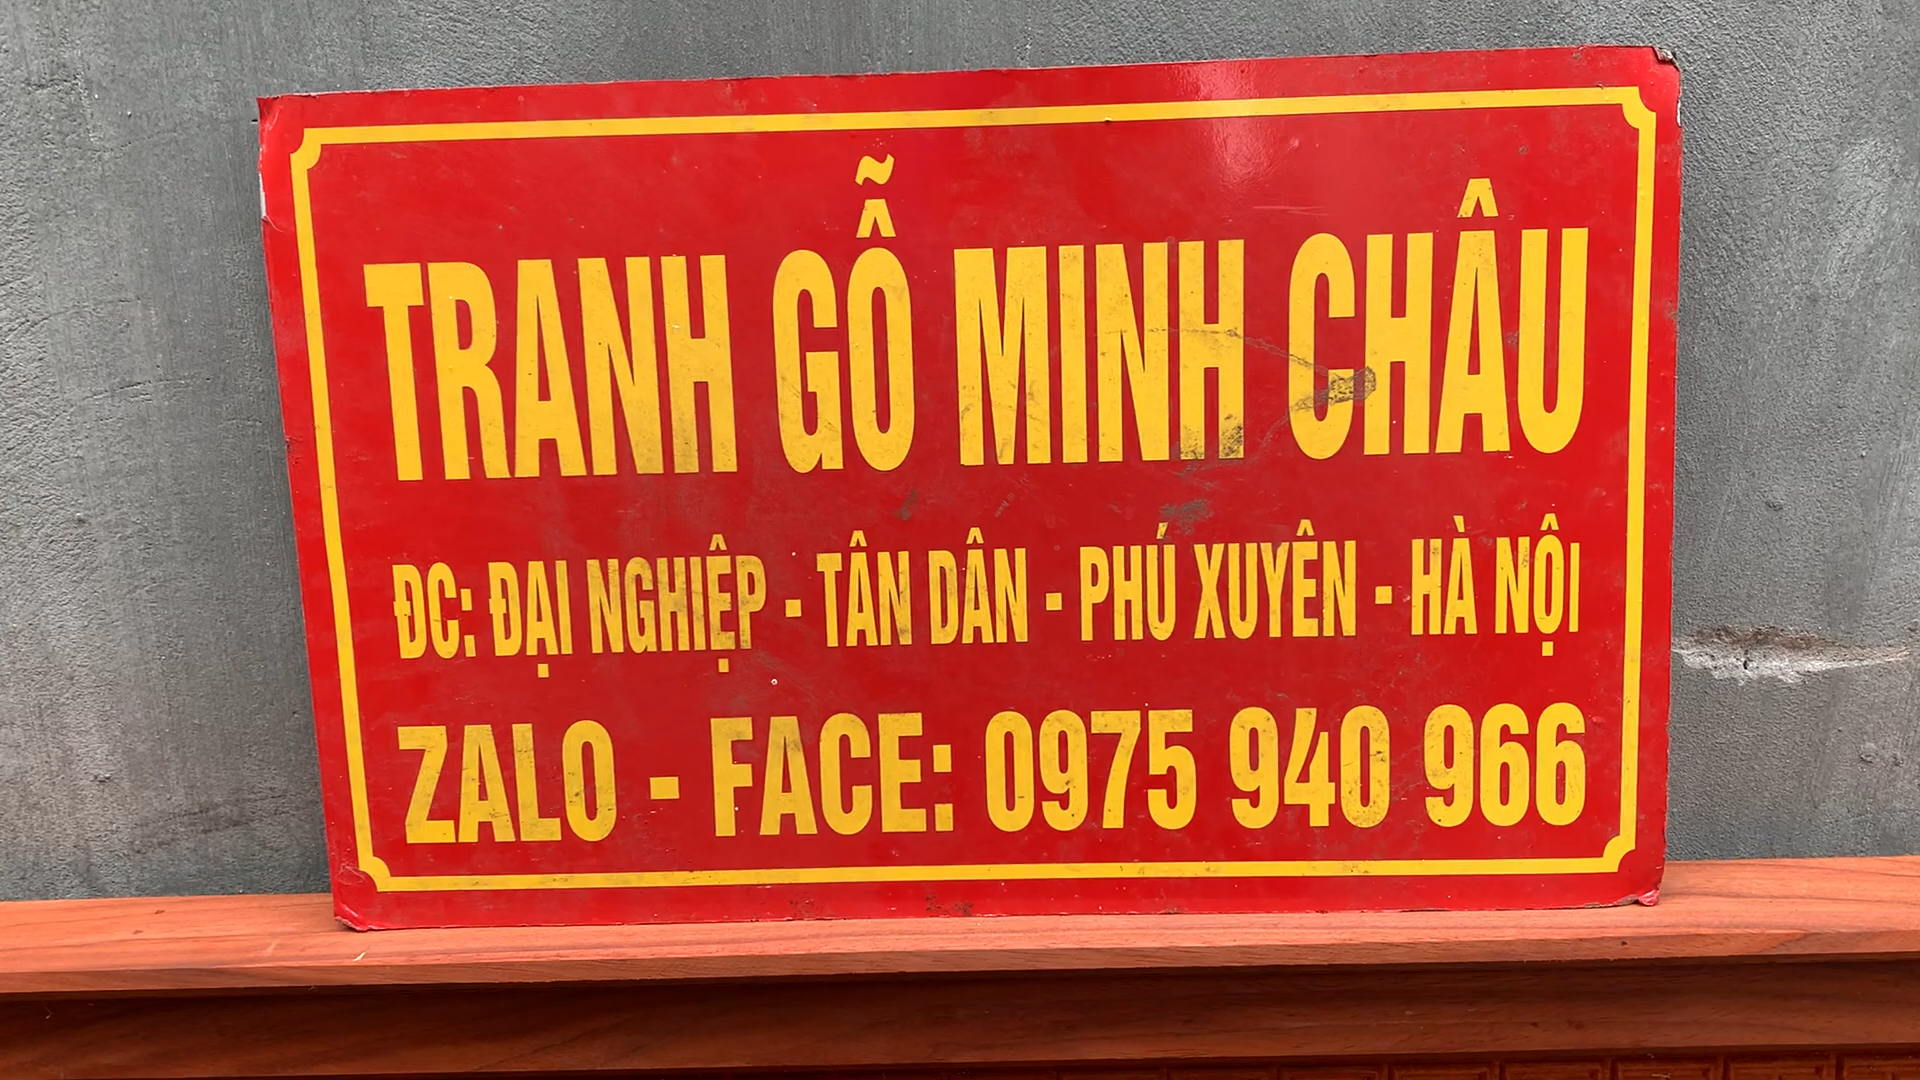 TRANH GỖ MINH CHÂU
ĐC: ĐẠI NGHIỆP - TÂN DÂN - PHÚ XUYÊN - HÀ NỘI
ZALO - FACE: 0975 940 966